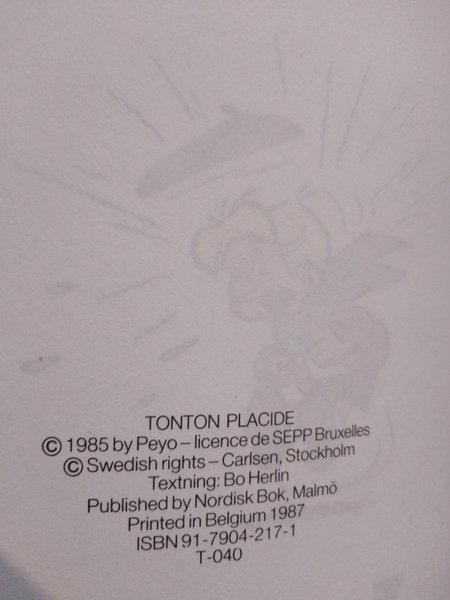 TONTON PLACIDE
© 1985 by Peyo – licence de SEPP Bruxelles
© Swedish rights – Carlsen, Stockholm
Textning: Bo Herlin
Published by Nordisk Bok, Malmö
Printed in Belgium 1987
ISBN 91-7904-217-1
T-040